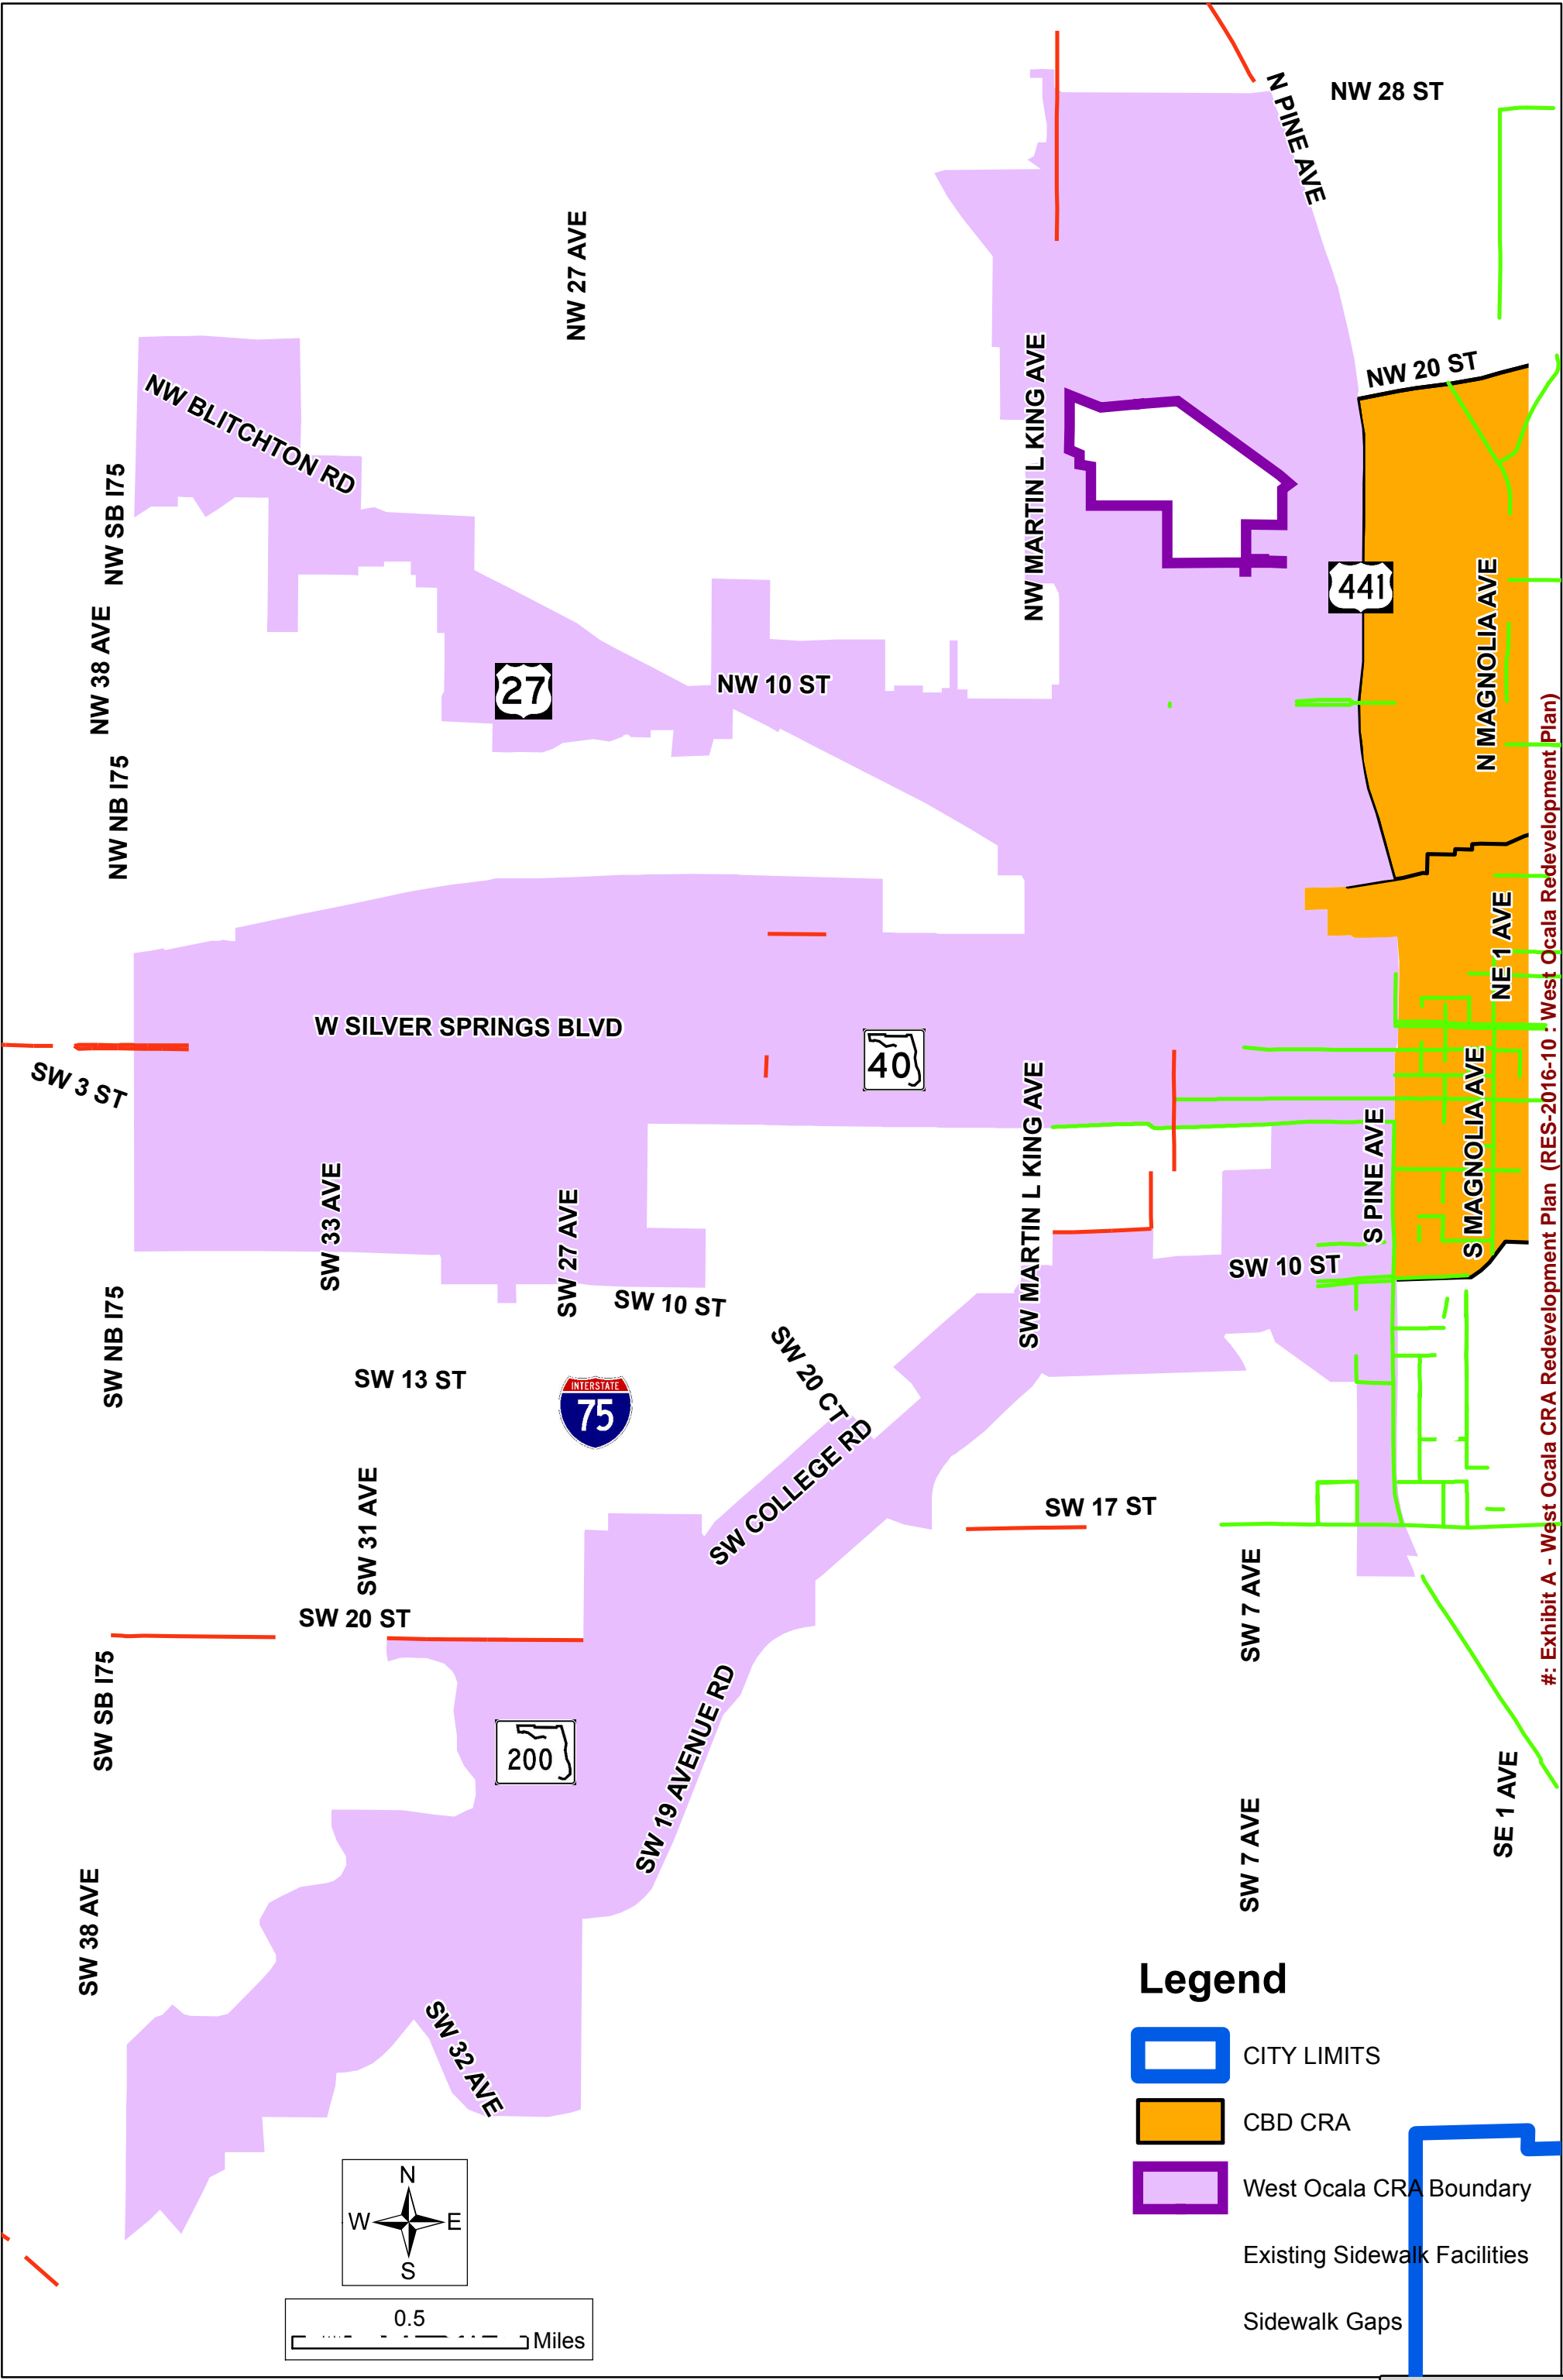 NW 28 ST
N PINE AVE
NW 27 AVE
NW MARTIN L KING AVE
NW 20 ST
NW BLITCHTON RD
NW SB I75
441
N MAGNOLIA AVE
NW 38 AVE
27
NW 10 ST
NW NB I75
NE 1 AVE
W SILVER SPRINGS BLVD
40
SW 3 ST
SW MARTIN L KING AVE
S PINE AVE
S MAGNOLIA AVE
SW 33 AVE
SW 27 AVE
SW 10 ST
SW 10 ST
SW NB I75
SW 13 ST
INTERSTATE
75
SW 20 CT
SW COLLEGE RD
SW 31 AVE
SW 17 ST
SW 7 AVE
SW 20 ST
SW SB I75
200
SW 19 AVENUE RD
SW 7 AVE
SE 1 AVE
SW 38 AVE
SW 32 AVE
#: Exhibit A - West Ocala CRA Redevelopment Plan (RES-2016-10 : West Ocala Redevelopment Plan)
Legend
CITY LIMITS
CBD CRA
West Ocala CRA Boundary
Existing Sidewalk Facilities
Sidewalk Gaps
N
W
E
S
0.5
Miles